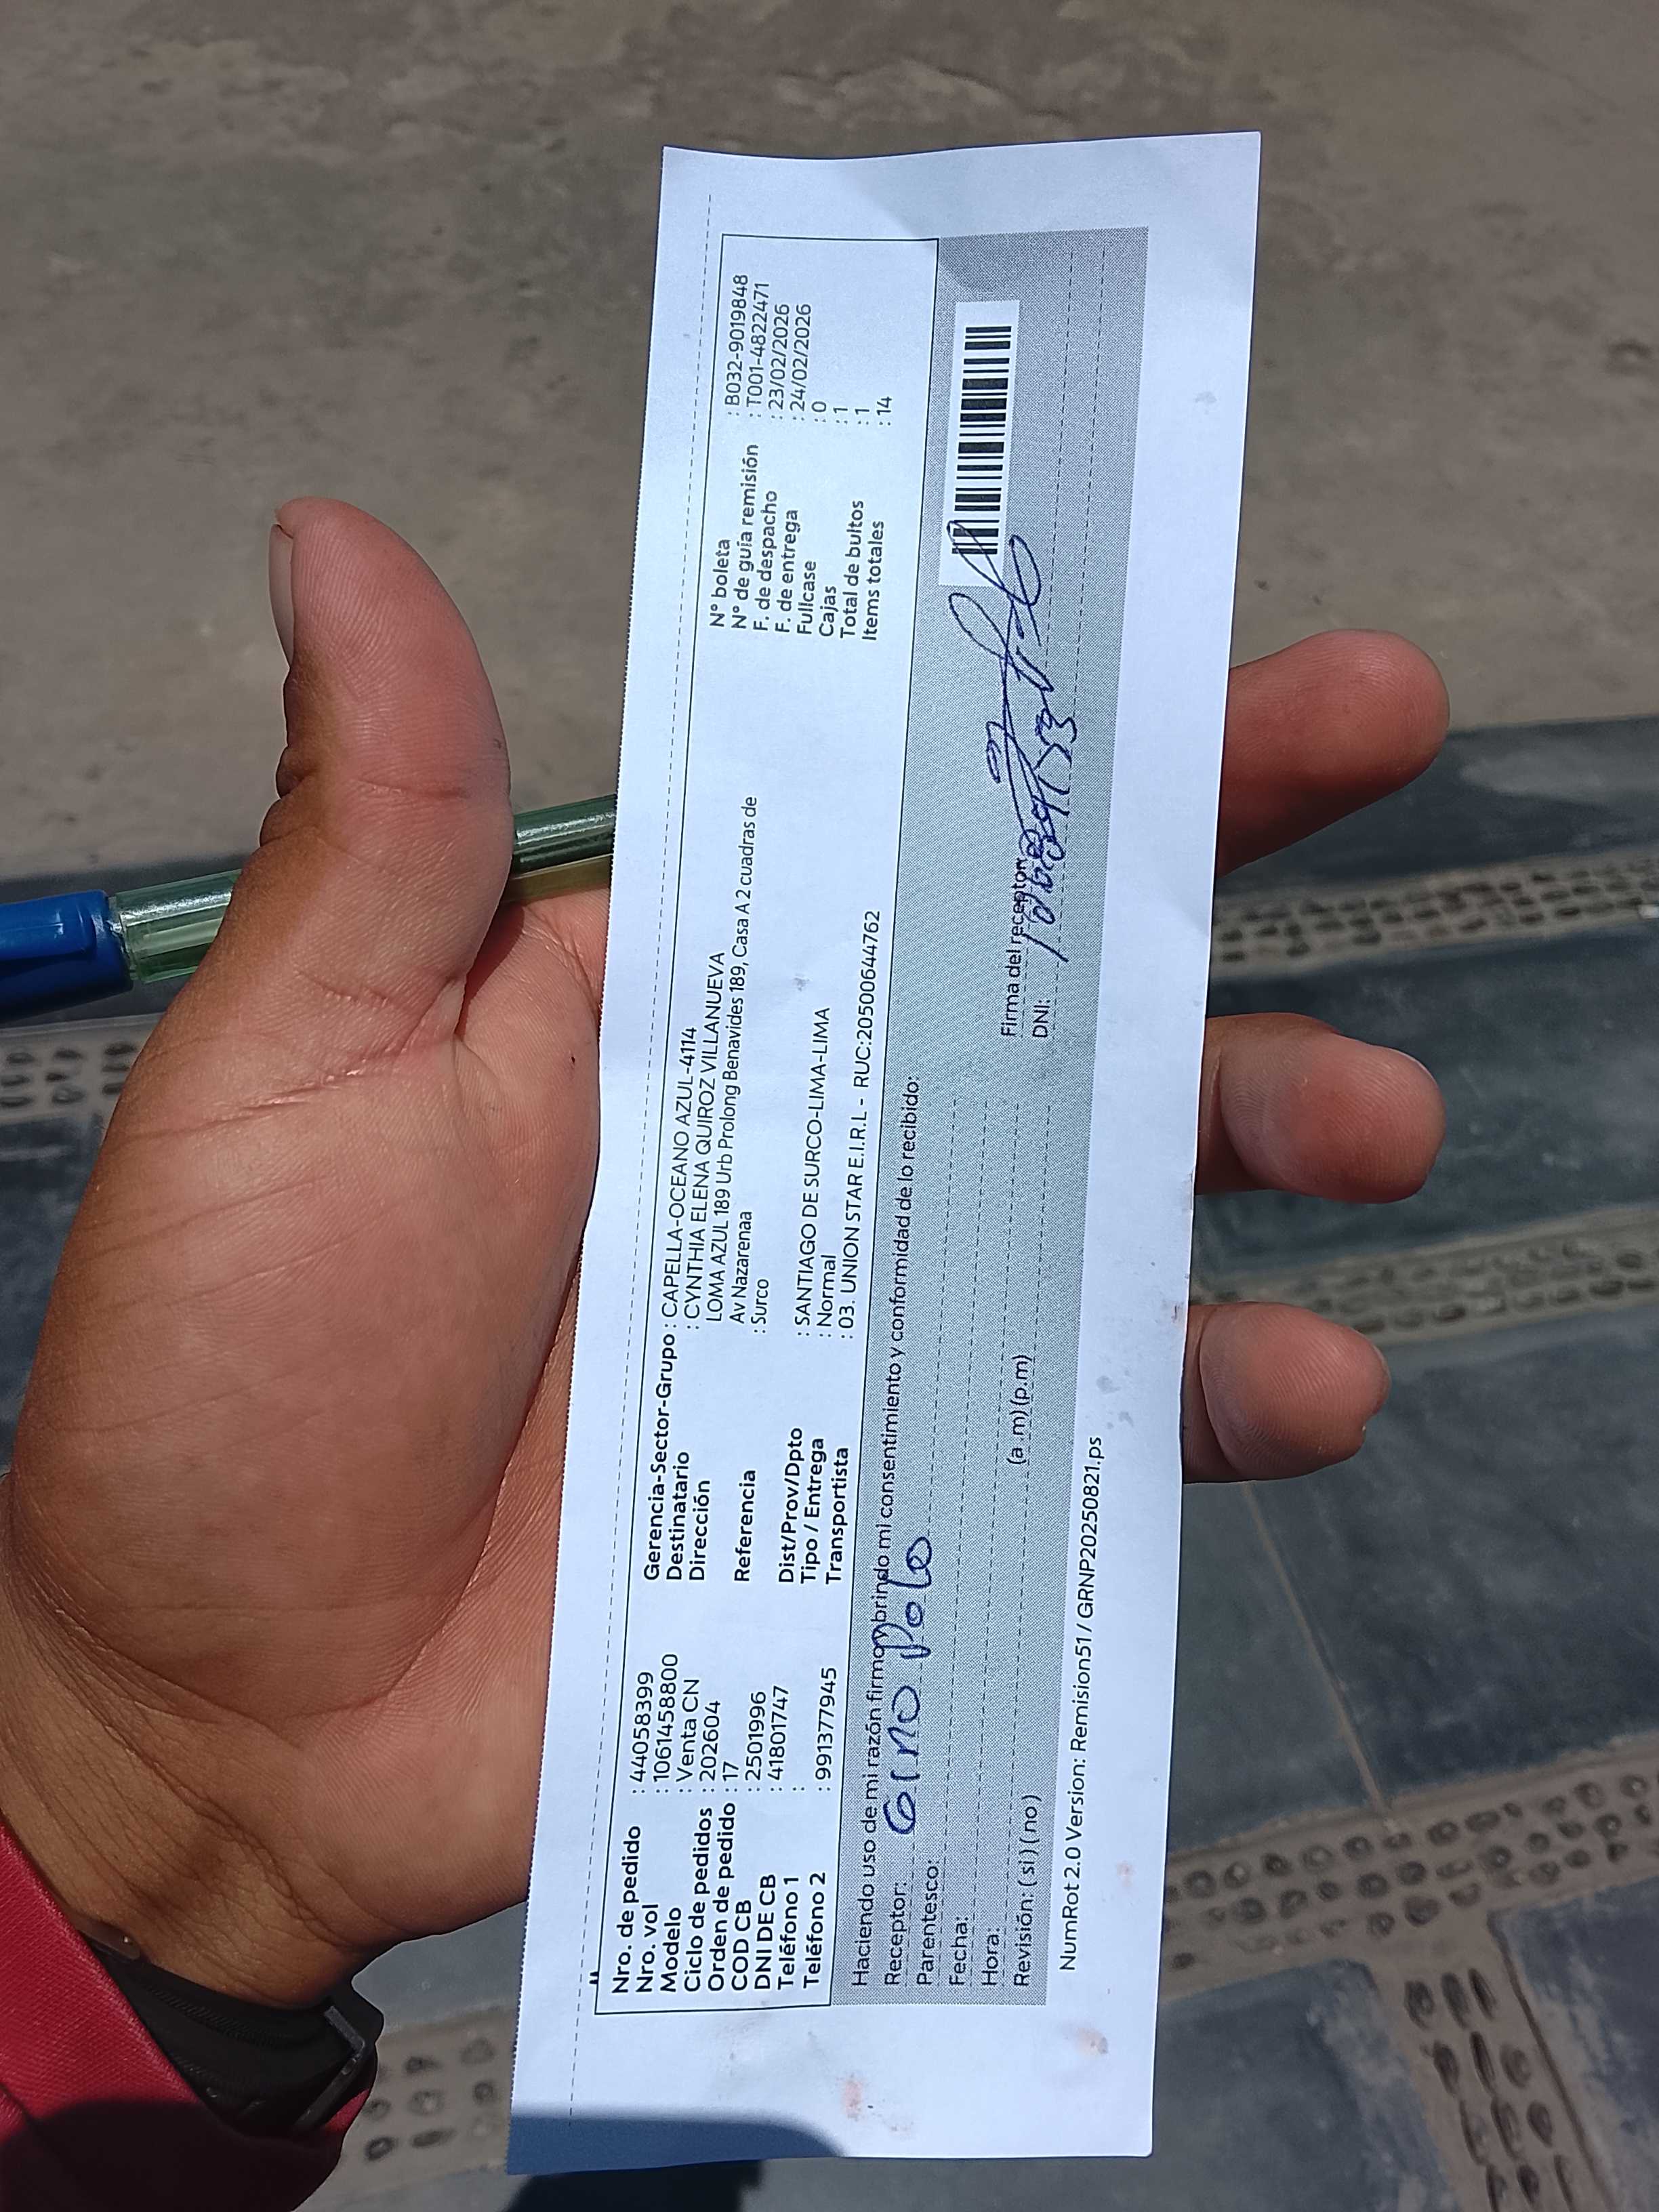 Nro. de pedido : 44058399
Nro. vol : 1061458800
Modelo : Venta CN
Ciclo de pedidos : 202604
Orden de pedido : 17
COD CB : 2501996
DNI DE CB : 41801747
Teléfono 1 :
Teléfono 2 : 991377945
Gerencia-Sector-Grupo : CAPELLA-OCEANO AZUL-4114
Destinatario : CYNTHIA ELENA QUIROZ VILLANUEVA
Dirección LOMA AZUL 189 Urb Prolong Benavides 189, Casa A 2 cuadras de
Av Nazarenaa
Referencia : Surco
Dist/Prov/Dpto : SANTIAGO DE SURCO-LIMA-LIMA
Tipo / Entrega : Normal
Transportista : 03. UNION STAR E.I.R.L - RUC:20500644762
N° boleta : B032-9019848
N° de guía remisión : T001-4822471
F. de despacho : 23/02/2026
F. de entrega : 24/02/2026
Fullcase : 0
Cajas : 1
Total de bultos : 1
Items totales : 14
Haciendo uso de mi razón firmo y brindo mi consentimiento y conformidad de lo recibido:
Receptor: Gino Polo
Parentesco:
Fecha:
Hora: (a .m) (p.m)
Revisión: ( si ) ( no )
Firma del receptor
DNI:
NumRot 2.0 Version: Remision51 / GRNP20250821.ps